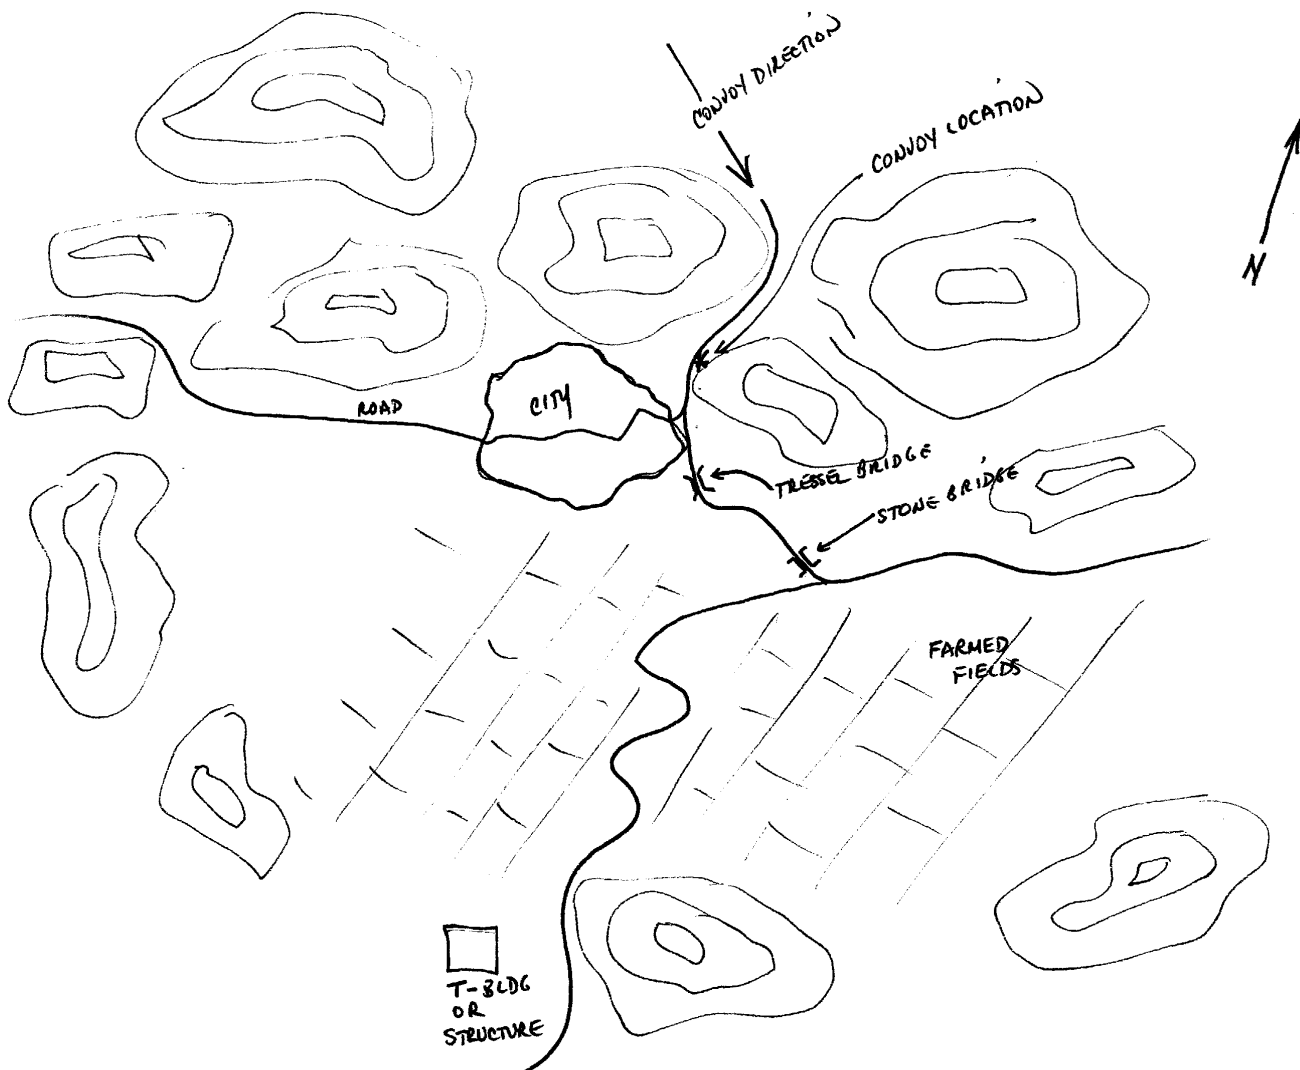 CONVOY DIRECTION
CONVOY LOCATION
N
CITY
ROAD
TRESSEL BRIDGE
STONE BRIDGE
FARMED
FIELDS
T-BLDG
OR
STRUCTURE